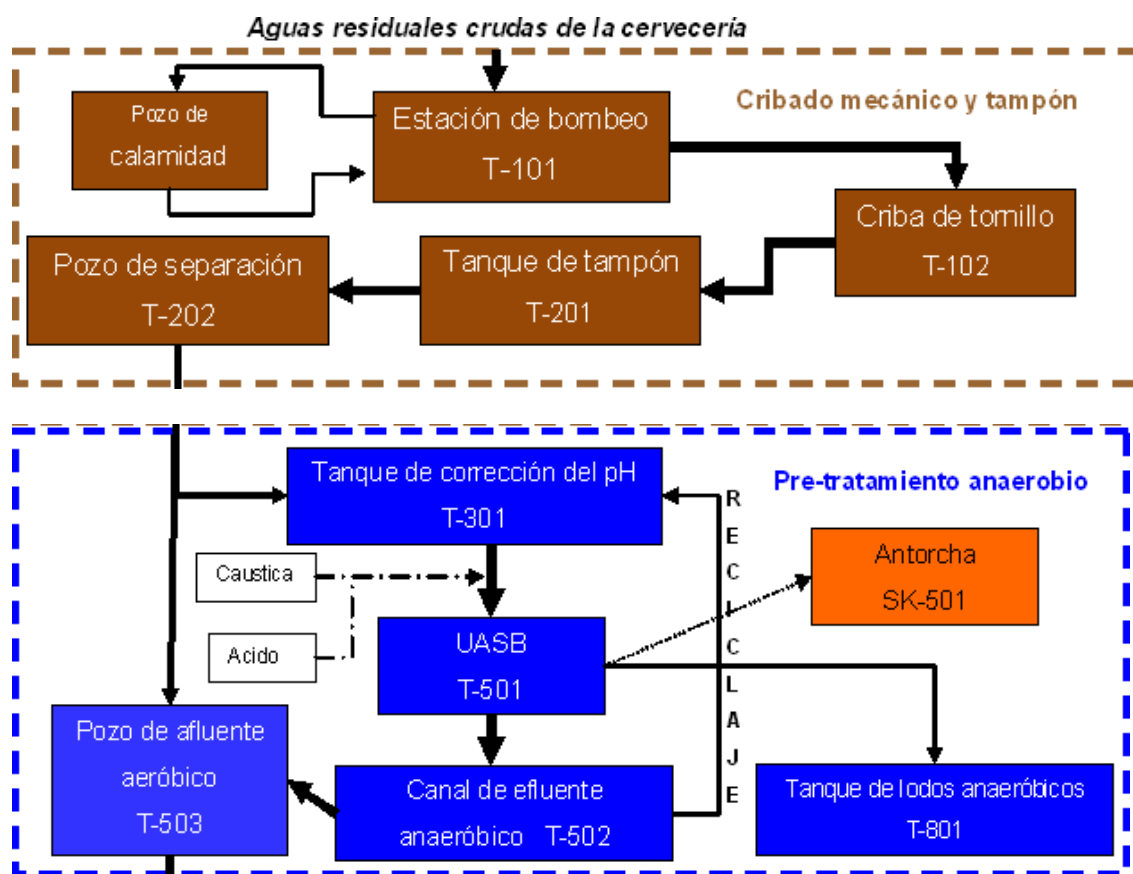 Aguas residuales crudas de la cervecería
Pozo de
calamidad
Estación de bombeo
T-101
Cribado mecánico y tampón
Criba de tornillo
T-102
Pozo de separación
T-202
Tanque de tampón
T-201
Tanque de corrección del pH
T-301
Pre-tratamiento anaerobio
RECICLAJE
Caustica
Acido
Antorcha
SK-501
UASB
T-501
Pozo de afluente
aeróbico
T-503
Canal de efluente
anaeróbico T-502
Tanque de lodos anaeróbicos
T-801